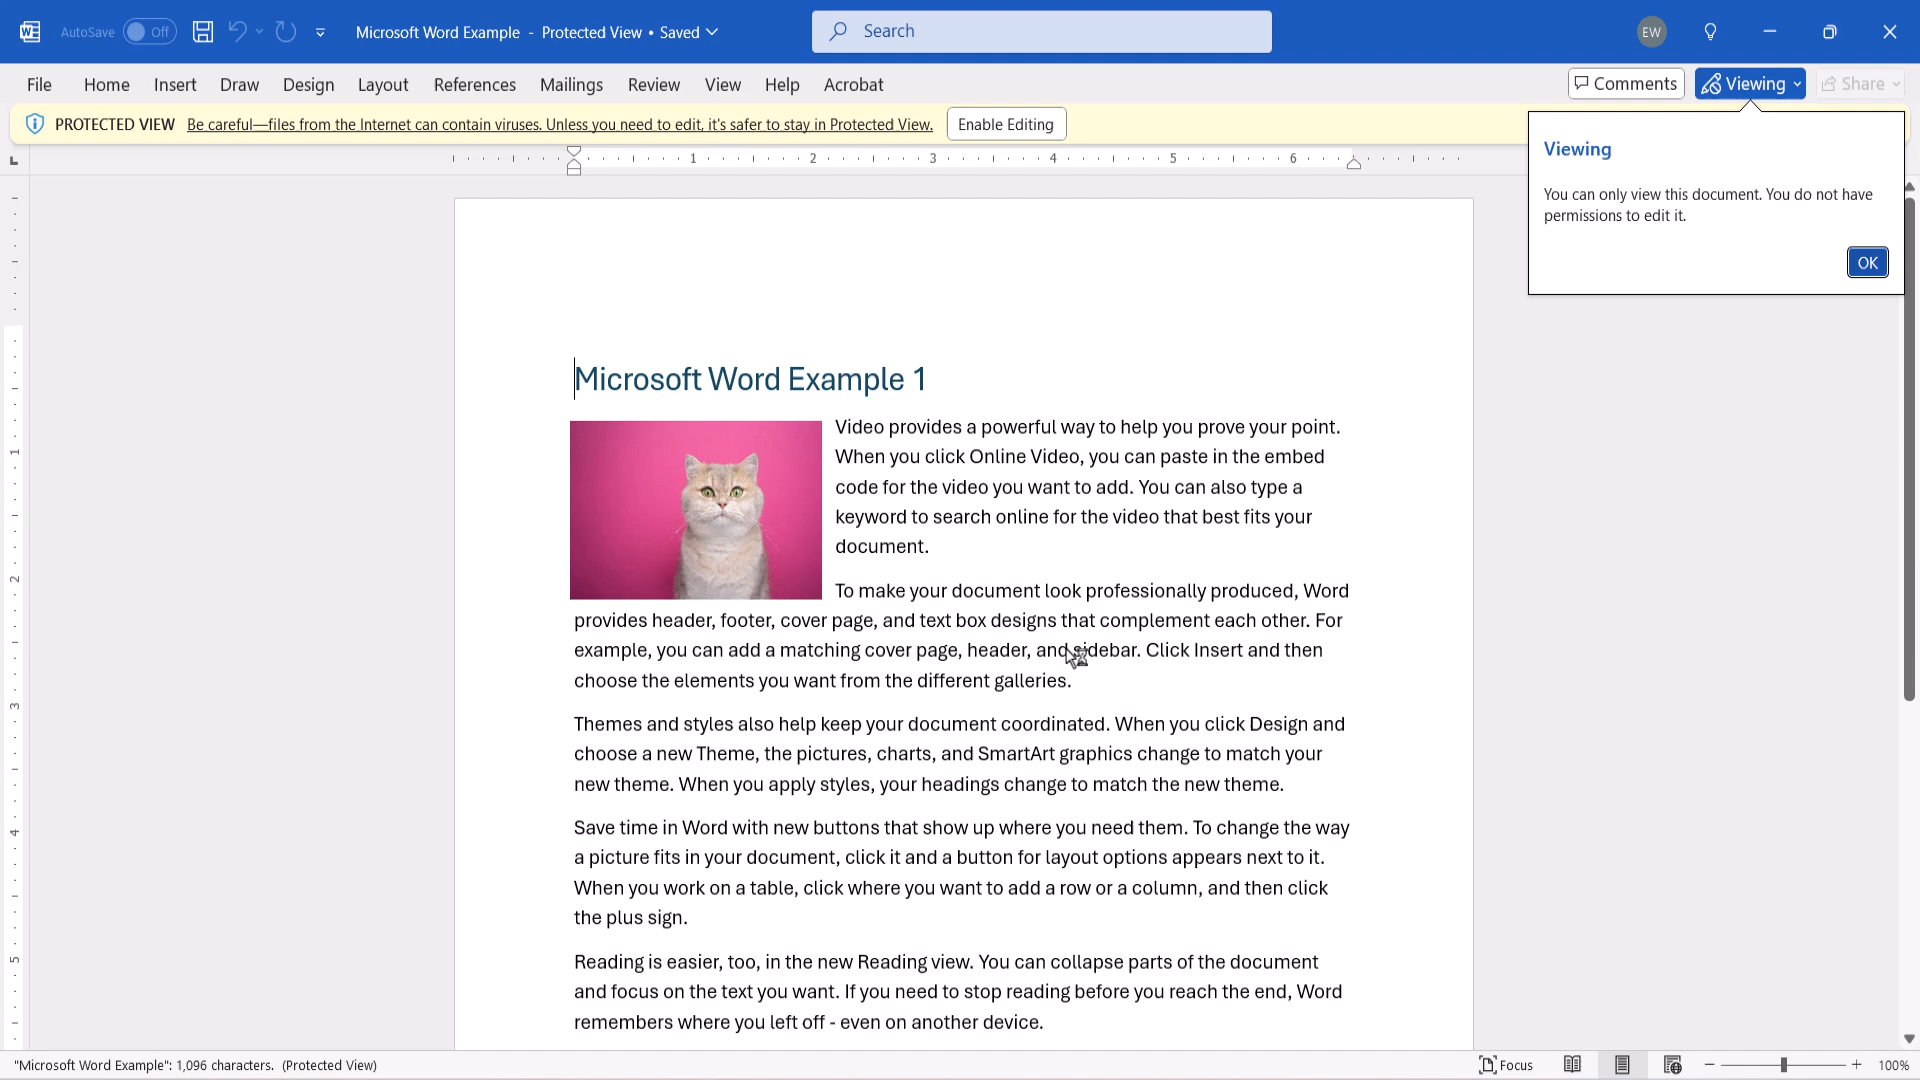 AutoSave Off Microsoft Word Example - Protected View • Saved Search EW
File Home Insert Draw Design Layout References Mailings Review View Help Acrobat Comments Viewing Share
PROTECTED VIEW Be careful—files from the Internet can contain viruses. Unless you need to edit, it's safer to stay in Protected View. Enable Editing
Viewing
You can only view this document. You do not have
permissions to edit it.
OK
1 2 3 4 5 6
Microsoft Word Example 1
Video provides a powerful way to help you prove your point.
When you click Online Video, you can paste in the embed
code for the video you want to add. You can also type a
keyword to search online for the video that best fits your
document.
To make your document look professionally produced, Word
provides header, footer, cover page, and text box designs that complement each other. For
example, you can add a matching cover page, header, and sidebar. Click Insert and then
choose the elements you want from the different galleries.
Themes and styles also help keep your document coordinated. When you click Design and
choose a new Theme, the pictures, charts, and SmartArt graphics change to match your
new theme. When you apply styles, your headings change to match the new theme.
Save time in Word with new buttons that show up where you need them. To change the way
a picture fits in your document, click it and a button for layout options appears next to it.
When you work on a table, click where you want to add a row or a column, and then click
the plus sign.
Reading is easier, too, in the new Reading view. You can collapse parts of the document
and focus on the text you want. If you need to stop reading before you reach the end, Word
remembers where you left off - even on another device.
1
2
3
4
5
"Microsoft Word Example": 1,096 characters. (Protected View) Focus 100%